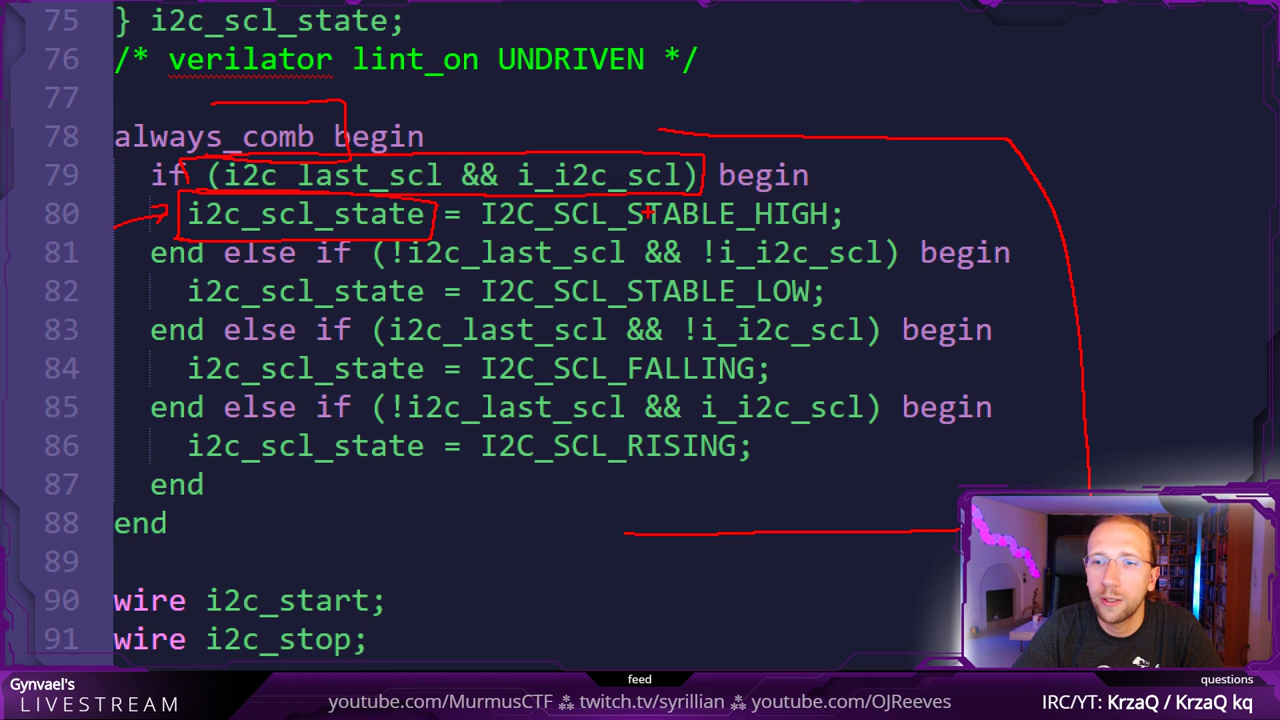 75 } i2c_scl_state;
76 /* verilator lint_on UNDRIVEN */
77
78 always_comb begin
79 if (i2c_last_scl && i_i2c_scl) begin
80 i2c_scl_state = I2C_SCL_STABLE_HIGH;
81 end else if (!i2c_last_scl && !i_i2c_scl) begin
82 i2c_scl_state = I2C_SCL_STABLE_LOW;
83 end else if (i2c_last_scl && !i_i2c_scl) begin
84 i2c_scl_state = I2C_SCL_FALLING;
85 end else if (!i2c_last_scl && i_i2c_scl) begin
86 i2c_scl_state = I2C_SCL_RISING;
87 end
88 end
89
90 wire i2c_start;
91 wire i2c_stop;
Gynvael's
LIVESTREAM
feed
youtube.com/MurmusCTF ⁂ twitch.tv/syrillian ⁂ youtube.com/OJReeves
questions
IRC/YT: KrzaQ / KrzaQ kq